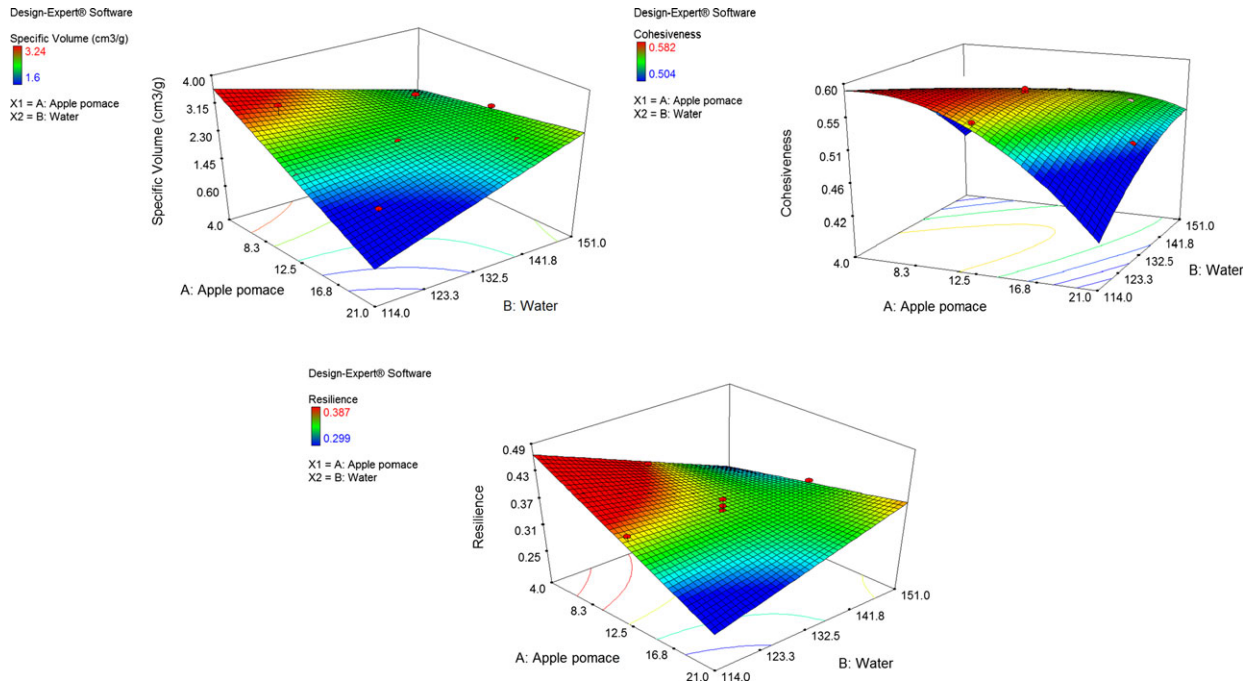 Design-Expert® Software
Specific Volume (cm3/g)
3.24
1.6
X1 = A: Apple pomace
X2 = B: Water
4.00
3.15
2.30
1.45
0.60
Specific Volume (cm3/g)
4.0
8.3
12.5
16.8
21.0
A: Apple pomace
114.0
123.3
132.5
141.8
151.0
B: Water
Design-Expert® Software
Cohesiveness
0.582
0.504
X1 = A: Apple pomace
X2 = B: Water
0.60
0.55
0.51
0.46
0.42
Cohesiveness
4.0
8.3
12.5
16.8
21.0
A: Apple pomace
114.0
123.3
132.5
141.8
151.0
B: Water
Design-Expert® Software
Resilience
0.387
0.299
X1 = A: Apple pomace
X2 = B: Water
0.49
0.43
0.37
0.31
0.25
Resilience
4.0
8.3
12.5
16.8
21.0
A: Apple pomace
114.0
123.3
132.5
141.8
151.0
B: Water